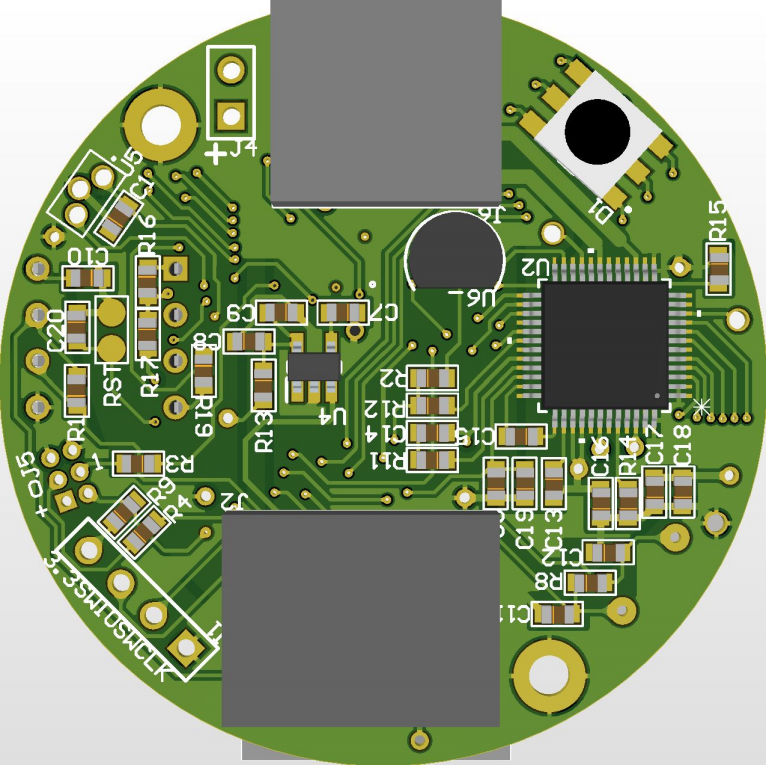 J4
+
U5
C1
J6
D1
R15
R16
C10
U2
U6
C9
C7
C20
C8
RST
R17
R19
R1
R13
U4
R2
R12
C14
R11
C15
C16
R14
C17
C18
J5
+
1
R3
R9
R4
J2
C19
C13
C12
R8
3.3SWIOSWCLK